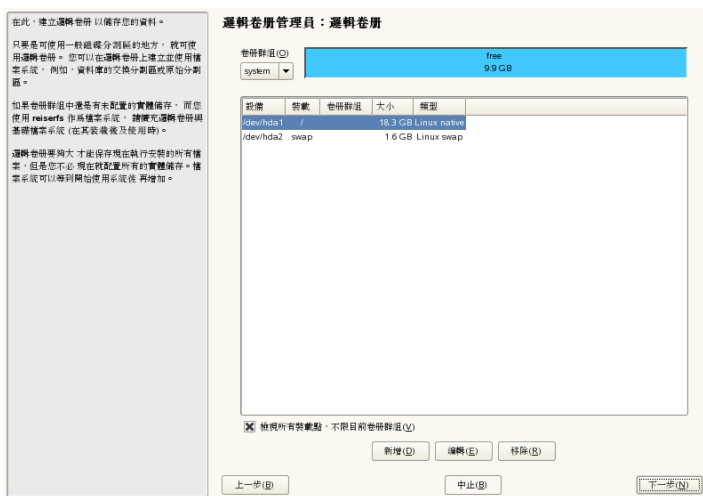 在此，建立邏輯卷册 以儲存您的資料。
只要是可使用一般磁碟分割區的地方， 就可使
用邏輯卷册。 您可以在邏輯卷册上建立並使用檔
案系統， 例如，資料庫的交換分割區或原始分割
區。
如果卷册群組中還是有未配置的實體儲存， 而您
使用 reiserfs 作爲檔案系統， 請擴充邏輯卷册與
基礎檔案系統 (在其裝載後及使用時)。
邏輯卷册要夠大 才能保存現在執行安裝的所有檔
案，但是您不必 現在就配置所有的實體儲存。檔
案系統可以等到開始使用系統後 再增加。
邏輯卷册管理員：邏輯卷册
卷册群組(O)
system
free
9.9 GB
設備 裝載 卷册群組 大小 類型
/dev/hda1 / 18.3 GB Linux native
/dev/hda2 swap 1.6 GB Linux swap
檢視所有裝載點，不限目前卷册群組(V)
新增(D) 編輯(E) 移除(R)
上一步(B) 中止(B) 下一步(N)